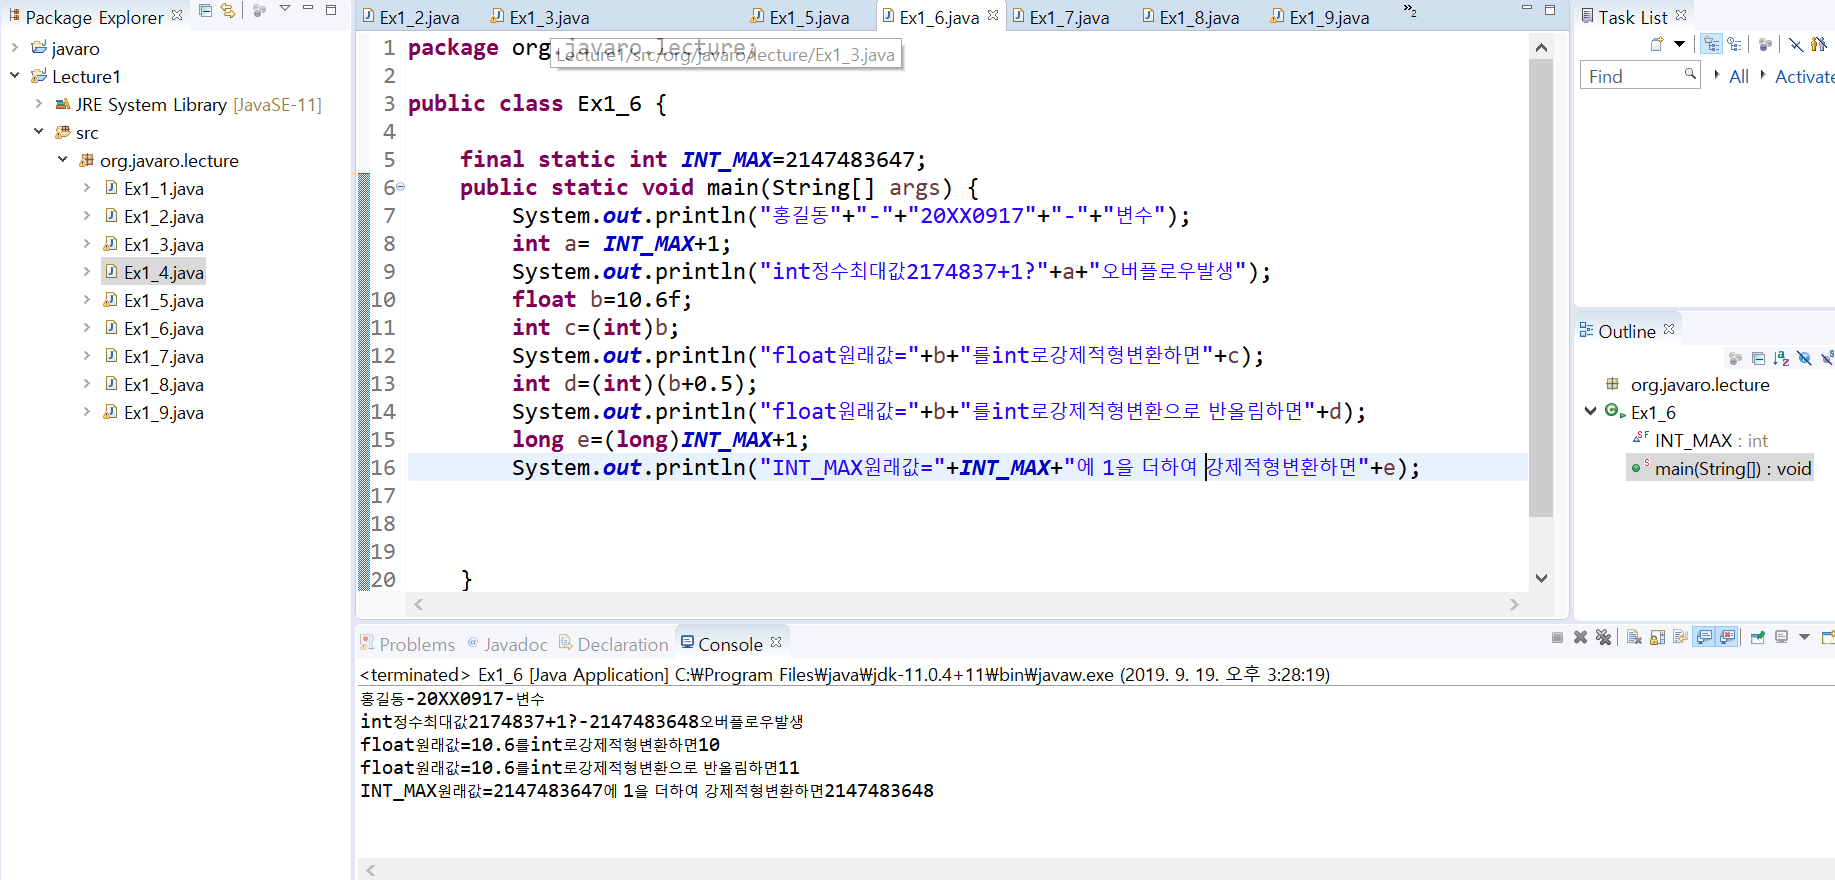 Package Explorer
javaro
Lecture1
JRE System Library [JavaSE-11]
src
org.javaro.lecture
Ex1_1.java
Ex1_2.java
Ex1_3.java
Ex1_4.java
Ex1_5.java
Ex1_6.java
Ex1_7.java
Ex1_8.java
Ex1_9.java
Ex1_2.java Ex1_3.java Ex1_5.java Ex1_6.java Ex1_7.java Ex1_8.java Ex1_9.java »2
Lecture1/src/org/javaro/lecture/Ex1_3.java
1 package org.javaro.lecture;
2
3 public class Ex1_6 {
4
5 final static int INT_MAX=2147483647;
6 public static void main(String[] args) {
7 System.out.println("홍길동"+"-"+"20XX0917"+"-"+"변수");
8 int a= INT_MAX+1;
9 System.out.println("int정수최대값2174837+1?"+a+"오버플로우발생");
10 float b=10.6f;
11 int c=(int)b;
12 System.out.println("float원래값="+b+"를int로강제적형변환하면"+c);
13 int d=(int)(b+0.5);
14 System.out.println("float원래값="+b+"를int로강제적형변환으로 반올림하면"+d);
15 long e=(long)INT_MAX+1;
16 System.out.println("INT_MAX원래값="+INT_MAX+"에 1을 더하여 강제적형변환하면"+e);
17
18
19
20 }
Problems @ Javadoc Declaration Console
<terminated> Ex1_6 [Java Application] C:₩Program Files₩java₩jdk-11.0.4+11₩bin₩javaw.exe (2019. 9. 19. 오후 3:28:19)
홍길동-20XX0917-변수
int정수최대값2174837+1?-2147483648오버플로우발생
float원래값=10.6를int로강제적형변환하면10
float원래값=10.6를int로강제적형변환으로 반올림하면11
INT_MAX원래값=2147483647에 1을 더하여 강제적형변환하면2147483648
Task List
Find All Activate
Outline
org.javaro.lecture
Ex1_6
INT_MAX : int
main(String[]) : void